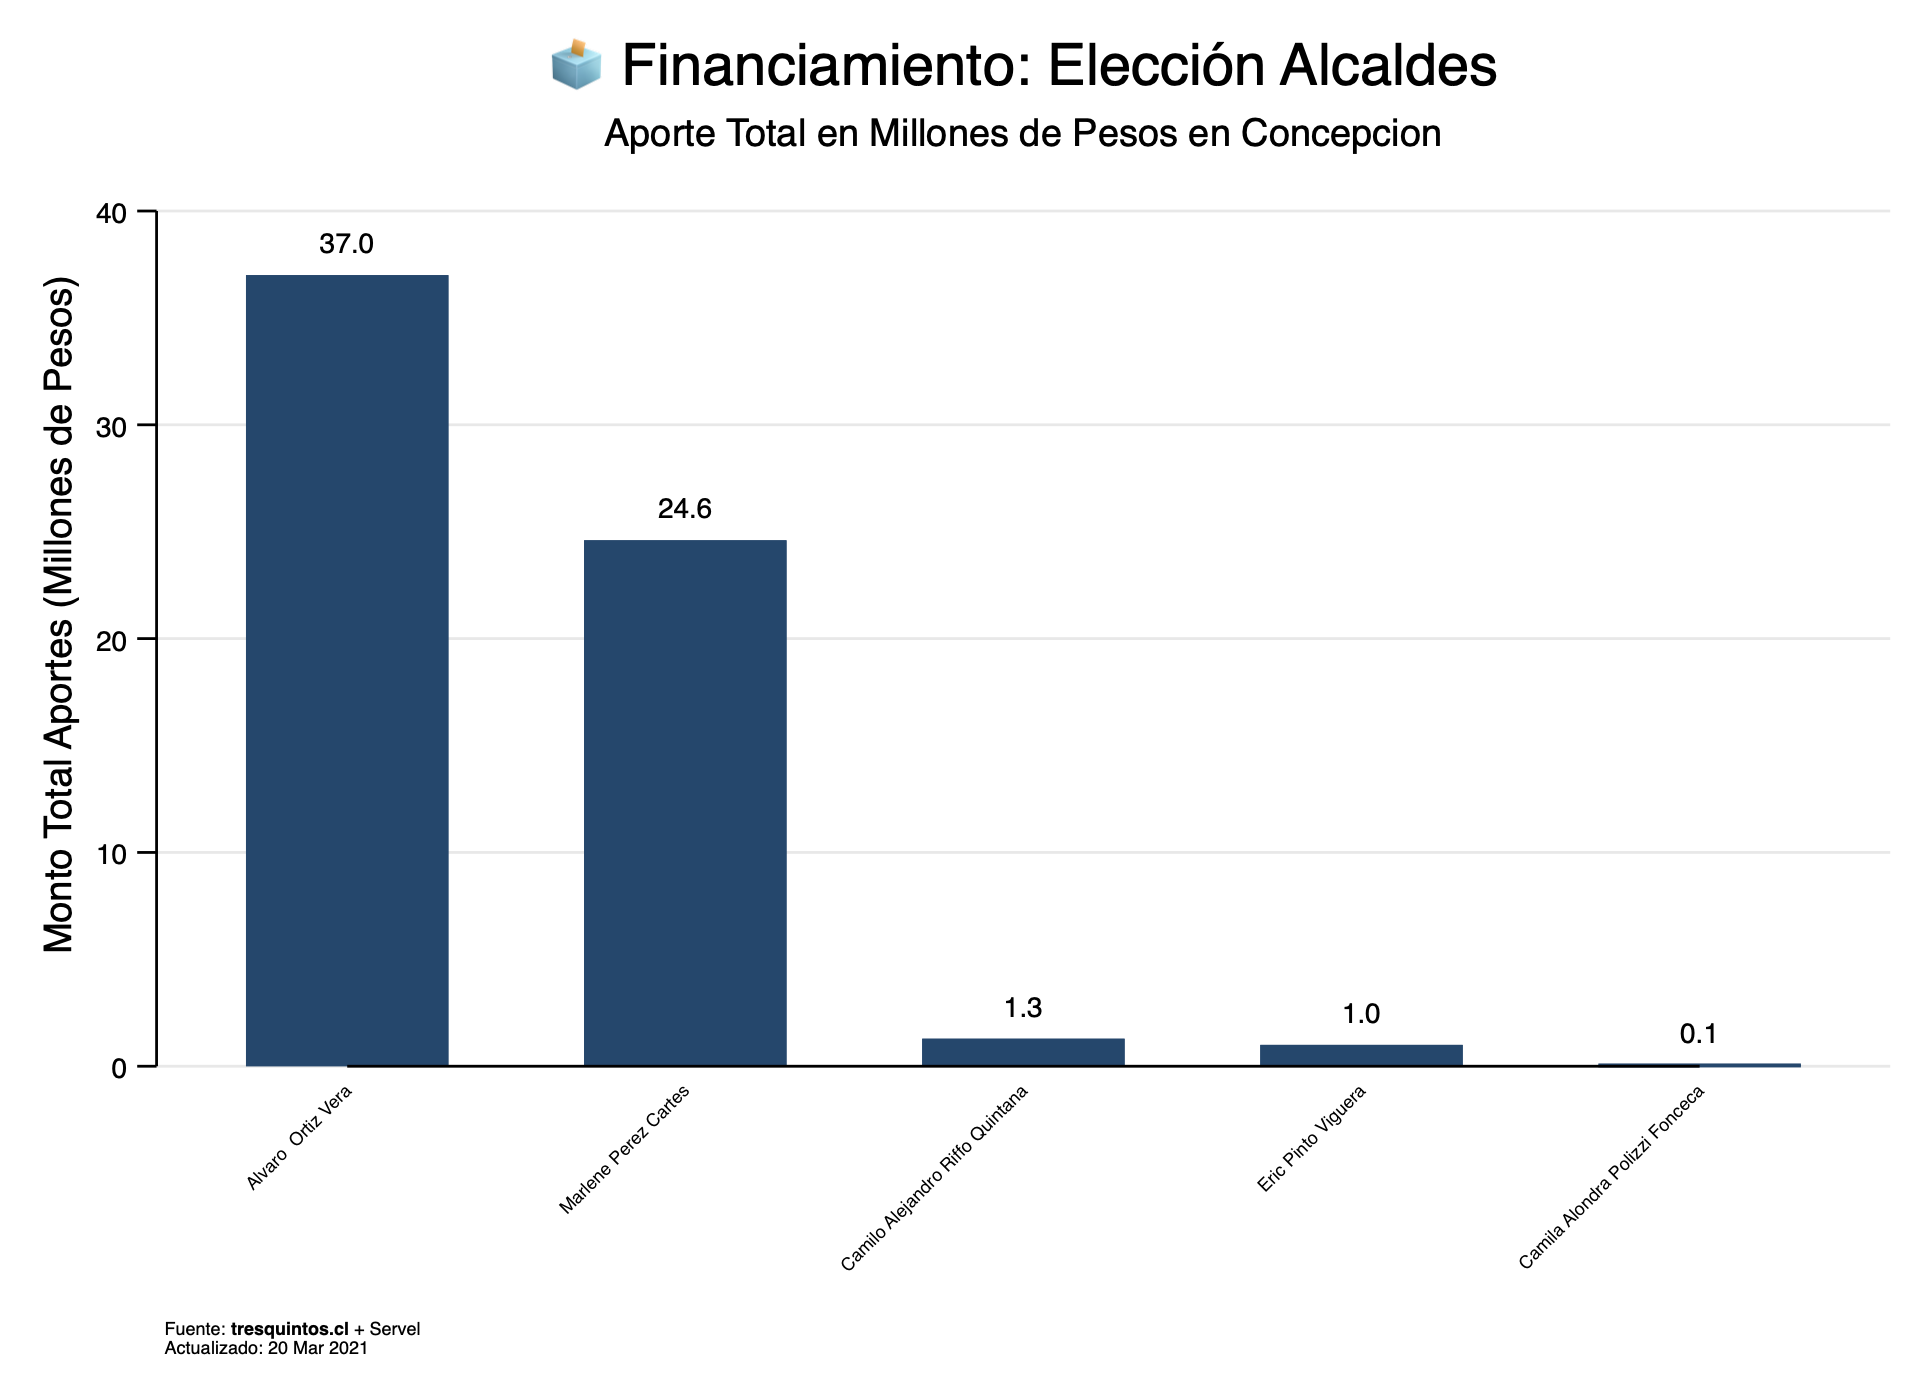 Financiamiento: Elección Alcaldes
Aporte Total en Millones de Pesos en Concepcion
Monto Total Aportes (Millones de Pesos)
40
30
20
10
0
37.0
24.6
1.3
1.0
0.1
Alvaro  Ortiz Vera
Marlene Perez Cartes
Camilo Alejandro Riffo Quintana
Eric Pinto Viguera
Camila Alondra Polizzi Fonceca
Fuente: tresquintos.cl + Servel
Actualizado: 20 Mar 2021